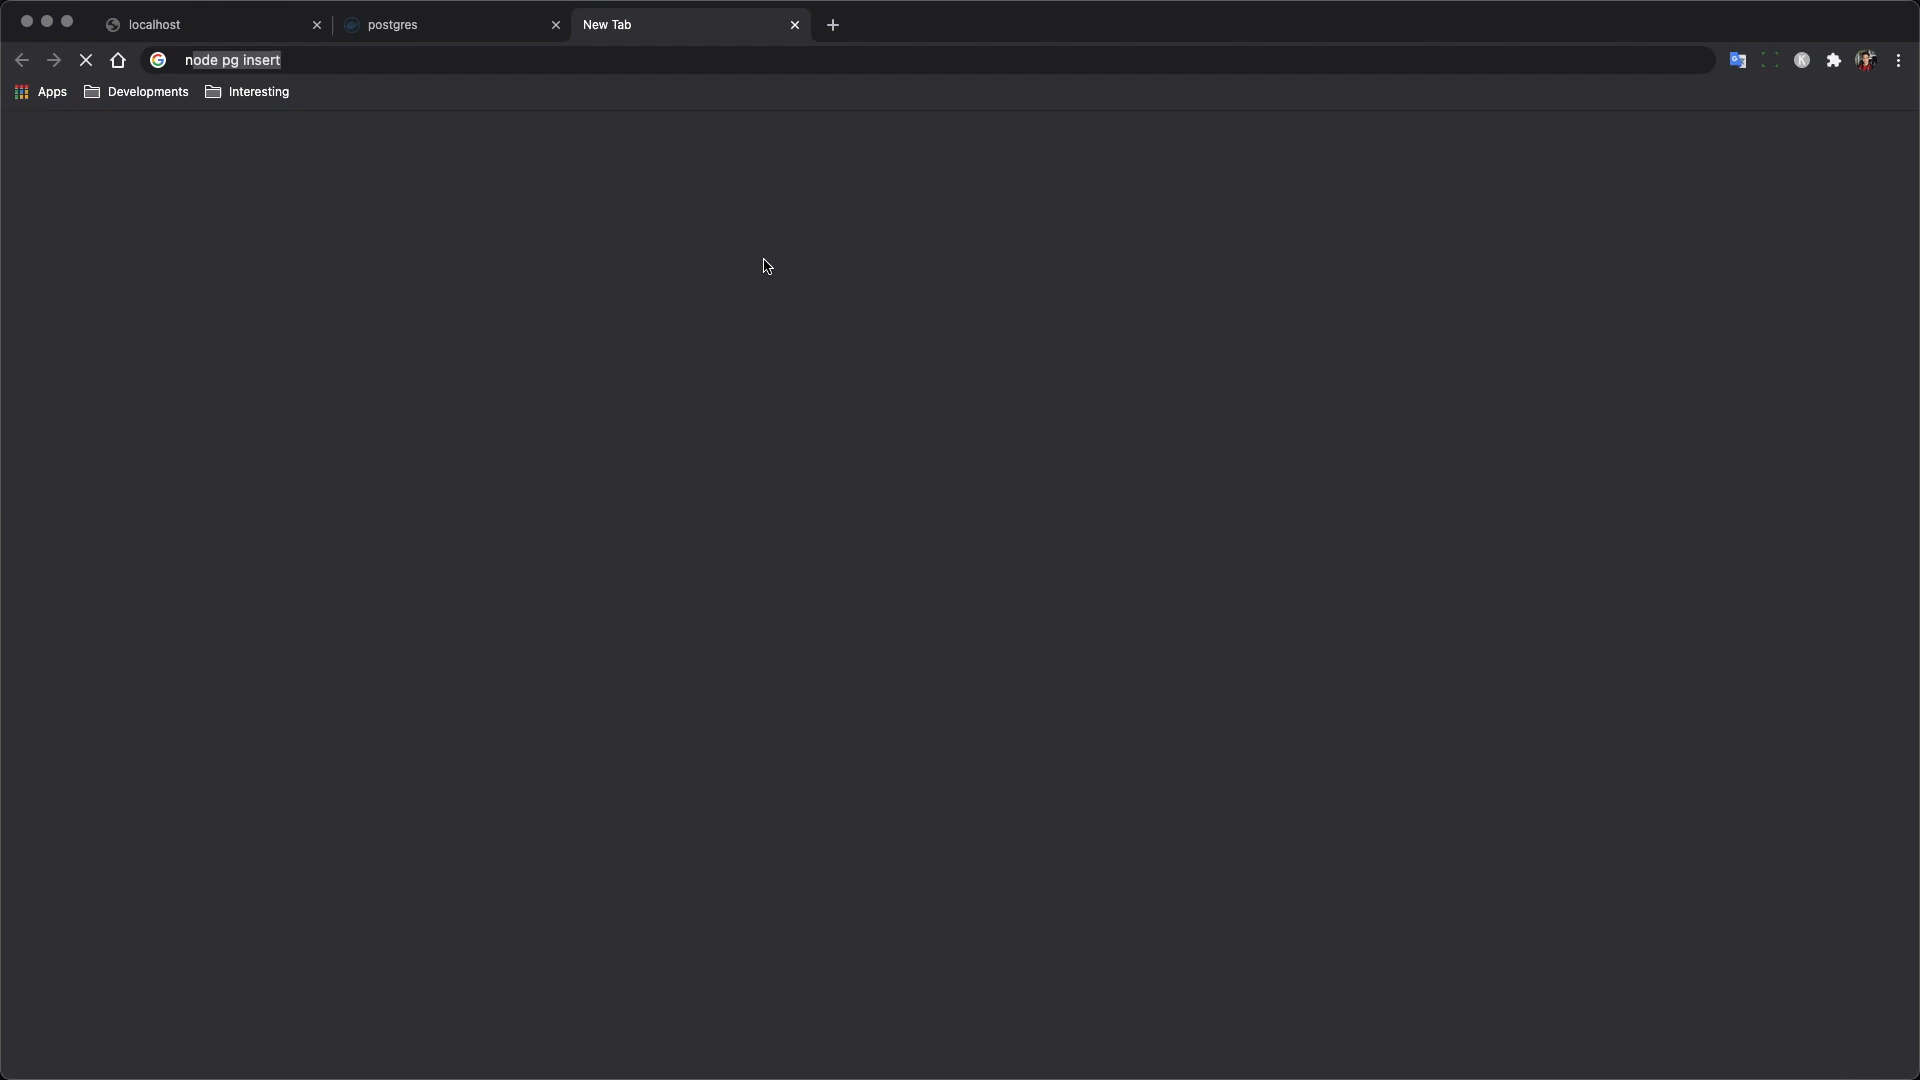 localhost
postgres
New Tab
node pg insert
K
Apps
Developments
Interesting